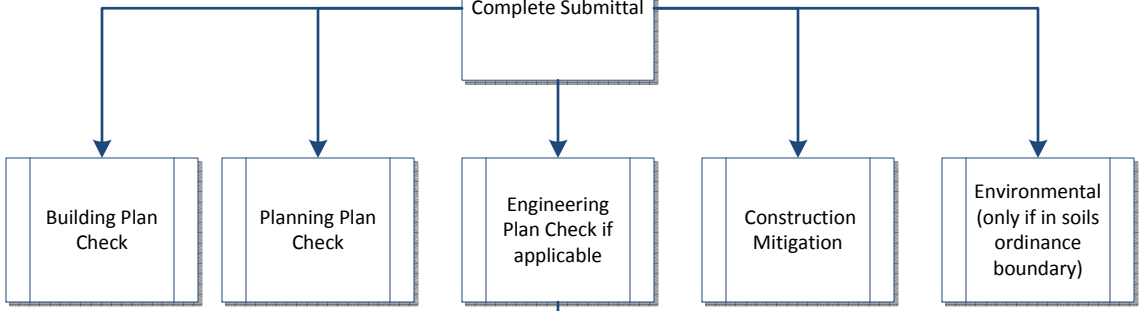 Complete Submittal
Building Plan
Check
Planning Plan
Check
Engineering
Plan Check if
applicable
Construction
Mitigation
Environmental
(only if in soils
ordinance
boundary)